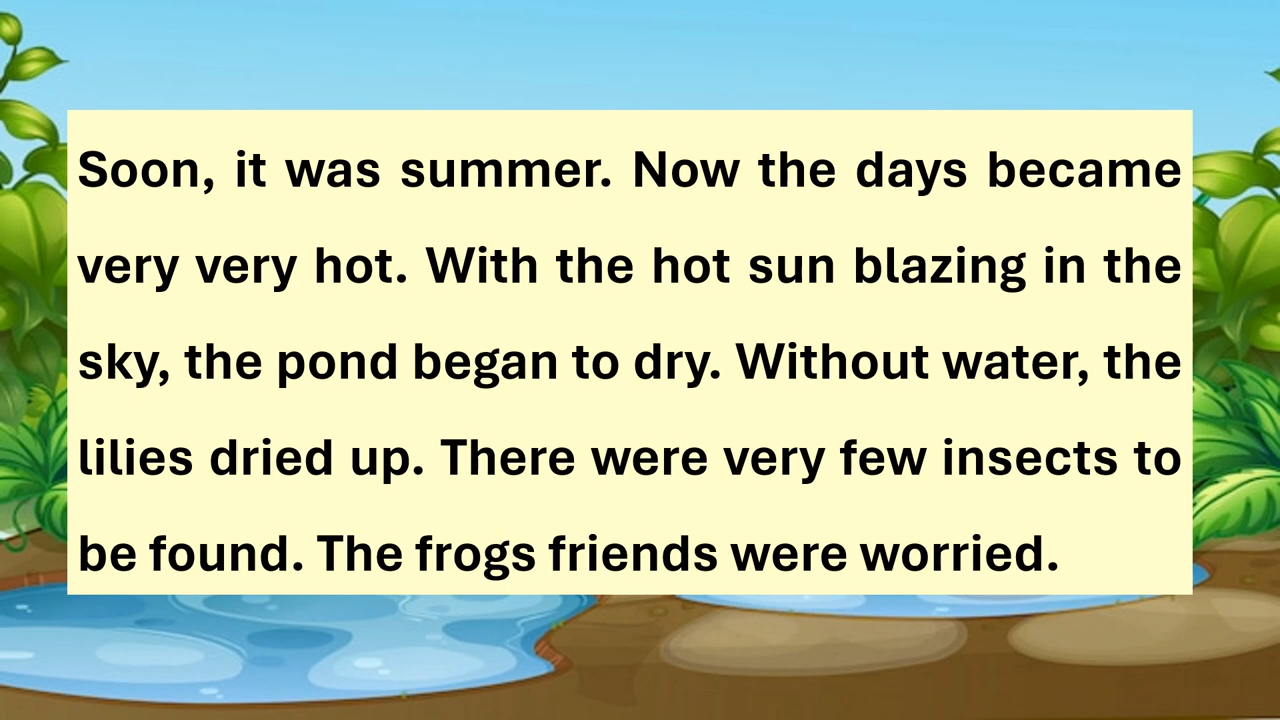 Soon, it was summer. Now the days became
very very hot. With the hot sun blazing in the
sky, the pond began to dry. Without water, the
lilies dried up. There were very few insects to
be found. The frogs friends were worried.